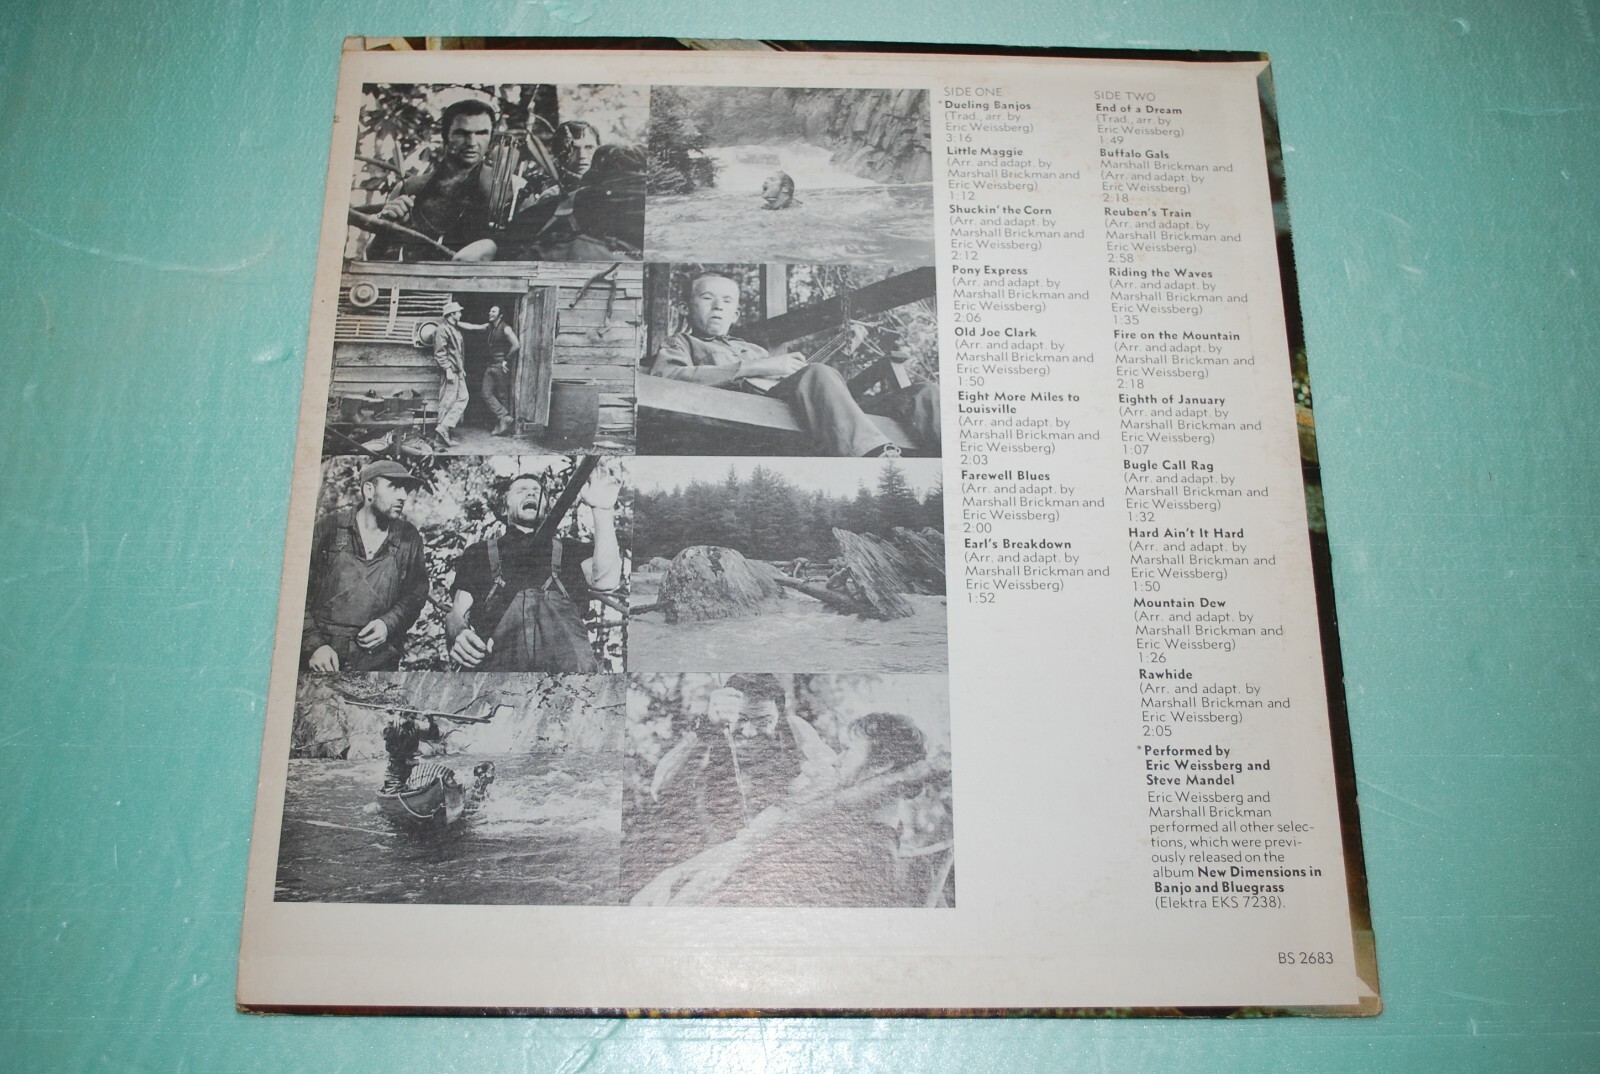 SIDE ONE
*Dueling Banjos
(Trad., arr. by
Eric Weissberg)
3:16
Little Maggie
(Arr. and adapt. by
Marshall Brickman and
Eric Weissberg)
1:12
Shuckin' the Corn
(Arr. and adapt. by
Marshall Brickman and
Eric Weissberg)
2:12
Pony Express
(Arr. and adapt. by
Marshall Brickman and
Eric Weissberg)
2:06
Old Joe Clark
(Arr. and adapt. by
Marshall Brickman and
Eric Weissberg)
1:50
Eight More Miles to
Louisville
(Arr. and adapt. by
Marshall Brickman and
Eric Weissberg)
2:03
Farewell Blues
(Arr. and adapt. by
Marshall Brickman and
Eric Weissberg)
2:00
Earl's Breakdown
(Arr. and adapt. by
Marshall Brickman and
Eric Weissberg)
1:52
SIDE TWO
End of a Dream
(Trad., arr. by
Eric Weissberg)
1:49
Buffalo Gals
Marshall Brickman and
(Arr. and adapt. by
Eric Weissberg)
2:18
Reuben's Train
(Arr. and adapt. by
Marshall Brickman and
Eric Weissberg)
2:58
Riding the Waves
(Arr. and adapt. by
Marshall Brickman and
Eric Weissberg)
1:35
Fire on the Mountain
(Arr. and adapt. by
Marshall Brickman and
Eric Weissberg)
2:18
Eighth of January
(Arr. and adapt. by
Marshall Brickman and
Eric Weissberg)
1:07
Bugle Call Rag
(Arr. and adapt. by
Marshall Brickman and
Eric Weissberg)
1:32
Hard Ain't It Hard
(Arr. and adapt. by
Marshall Brickman and
Eric Weissberg)
1:50
Mountain Dew
(Arr. and adapt. by
Marshall Brickman and
Eric Weissberg)
1:26
Rawhide
(Arr. and adapt. by
Marshall Brickman and
Eric Weissberg)
2:05
*Performed by
Eric Weissberg and
Steve Mandel
Eric Weissberg and
Marshall Brickman
performed all other selec-
tions, which were previ-
ously released on the
album New Dimensions in
Banjo and Bluegrass
(Elektra EKS 7238).
BS 2683